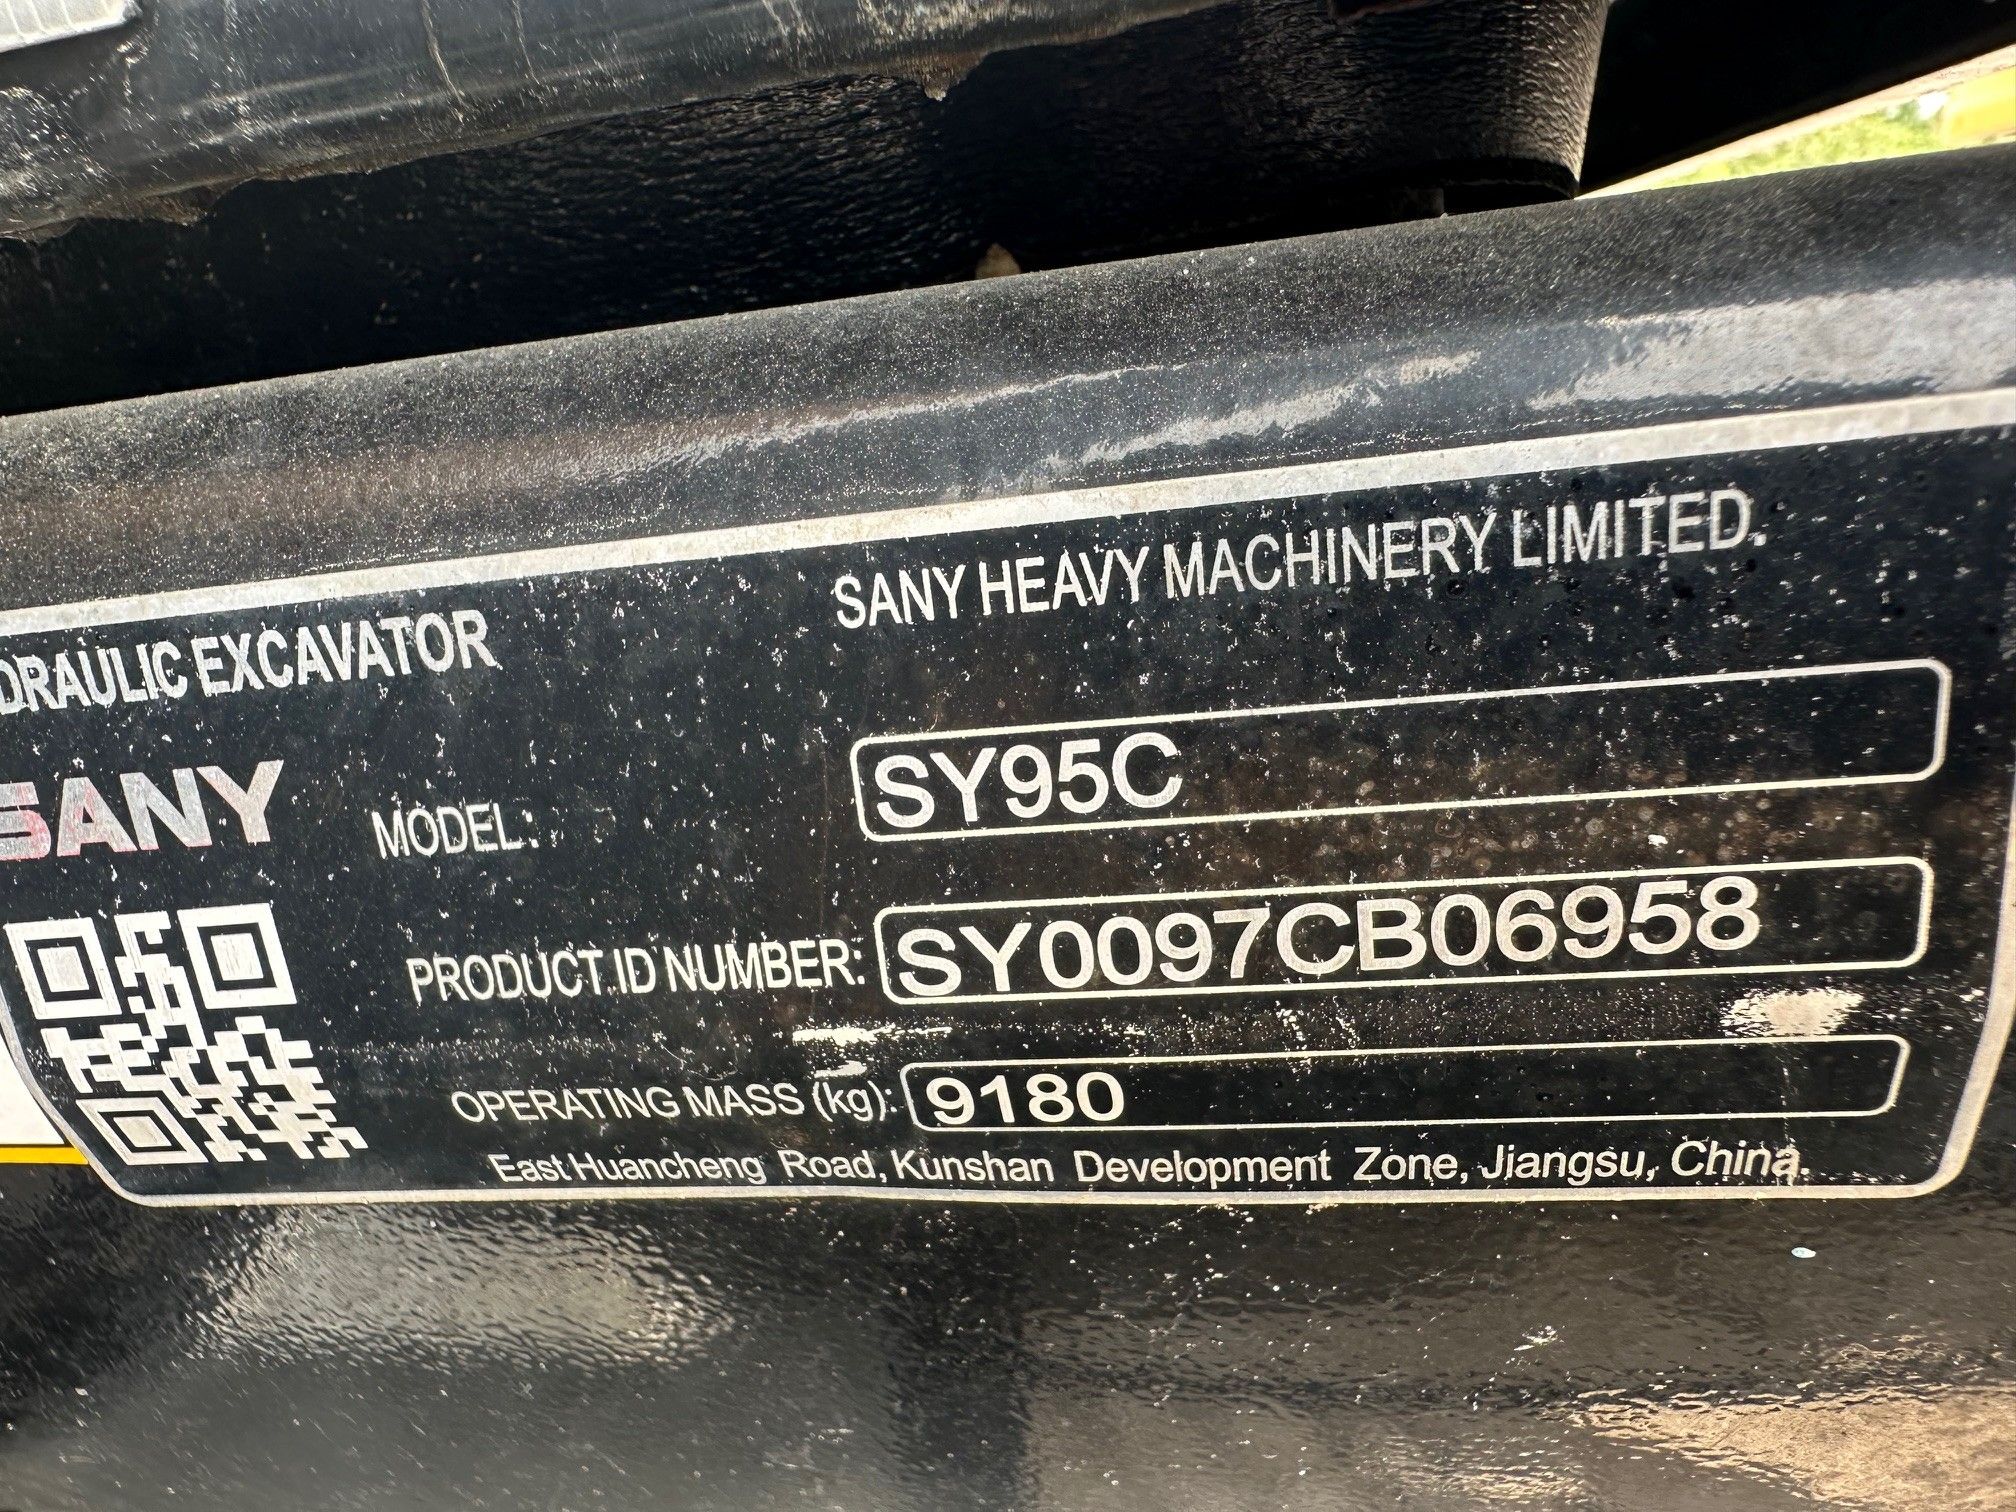 SANY HEAVY MACHINERY LIMITED.
DRAULIC EXCAVATOR
SANY
MODEL: SY95C
PRODUCT ID NUMBER: SY0097CB06958
OPERATING MASS (kg): 9180
East Huancheng Road, Kunshan Development Zone, Jiangsu, China.